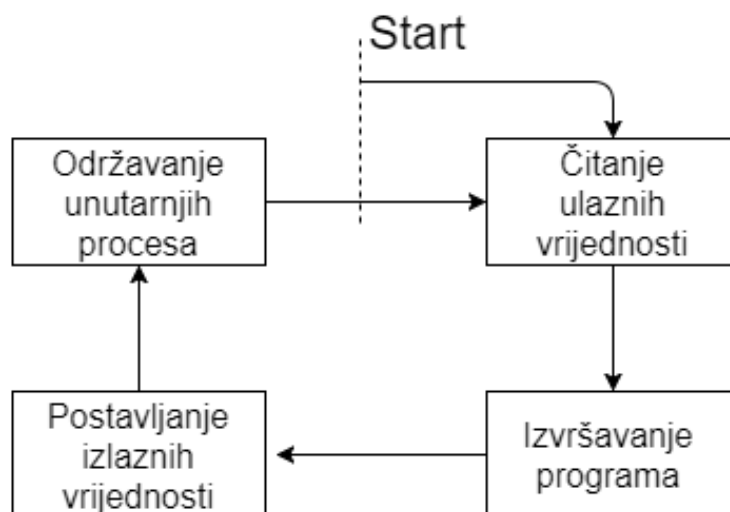 Start
Održavanje
unutarnjih
procesa
Čitanje
ulaznih
vrijednosti
Postavljanje
izlaznih
vrijednosti
Izvršavanje
programa